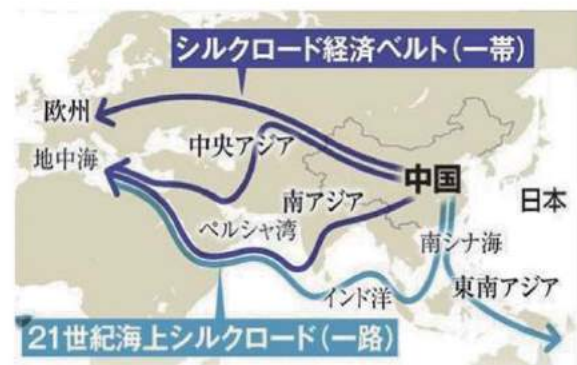 シルクロード経済ベルト(一帯)
欧州
中央アジア
地中海
中国
日本
南アジア
ペルシャ湾
南シナ海
インド洋
東南アジア
21世紀海上シルクロード(一路)